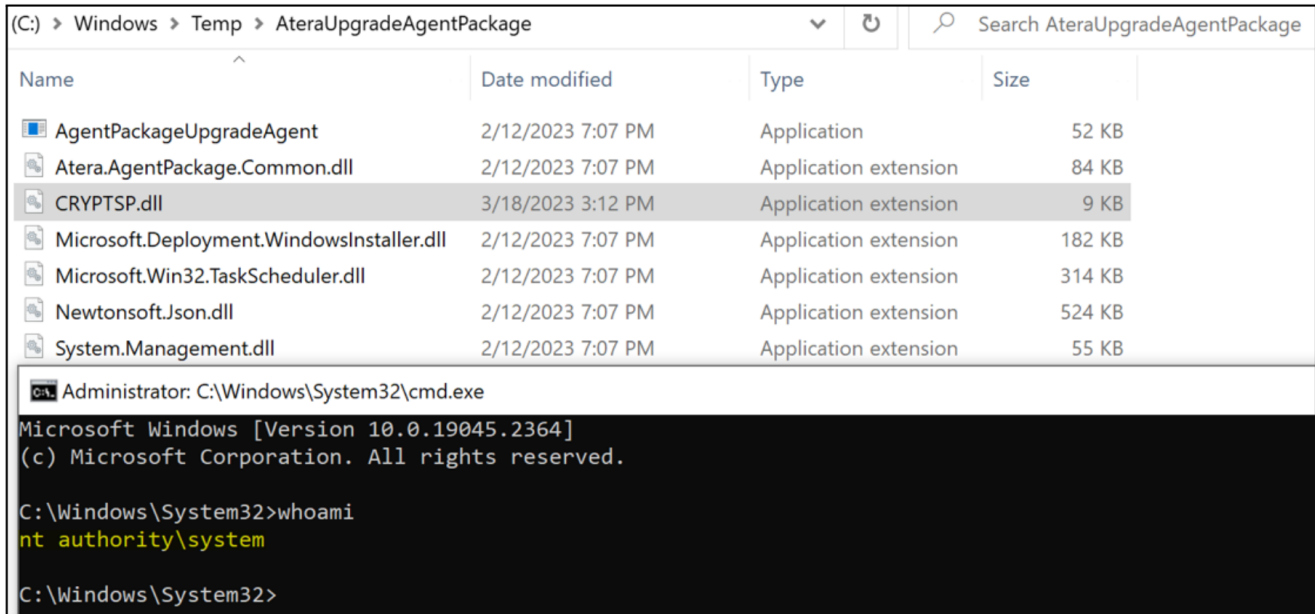 (C:) > Windows > Temp > AteraUpgradeAgentPackage Search AteraUpgradeAgentPackage
Name Date modified Type Size
AgentPackageUpgradeAgent 2/12/2023 7:07 PM Application 52 KB
Atera.AgentPackage.Common.dll 2/12/2023 7:07 PM Application extension 84 KB
CRYPTSP.dll 3/18/2023 3:12 PM Application extension 9 KB
Microsoft.Deployment.WindowsInstaller.dll 2/12/2023 7:07 PM Application extension 182 KB
Microsoft.Win32.TaskScheduler.dll 2/12/2023 7:07 PM Application extension 314 KB
Newtonsoft.Json.dll 2/12/2023 7:07 PM Application extension 524 KB
System.Management.dll 2/12/2023 7:07 PM Application extension 55 KB
C:\. Administrator: C:\Windows\System32\cmd.exe
Microsoft Windows [Version 10.0.19045.2364]
(c) Microsoft Corporation. All rights reserved.
C:\Windows\System32>whoami
nt authority\system
C:\Windows\System32>